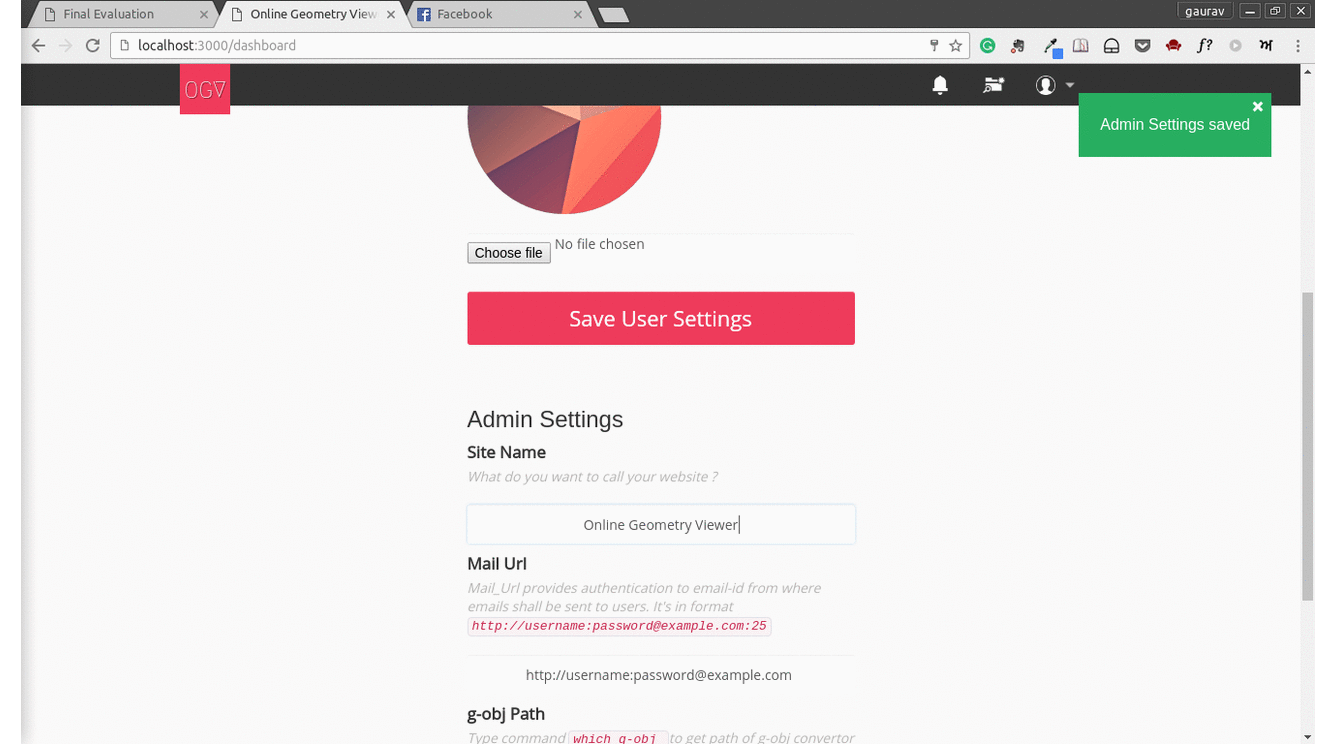 Final Evaluation
Online Geometry View
Facebook
gaurav
localhost:3000/dashboard
f?
OGV
Admin Settings saved
Choose file No file chosen
Save User Settings
Admin Settings
Site Name
What do you want to call your website ?
Online Geometry Viewer
Mail Url
Mail_Url provides authentication to email-id from where
emails shall be sent to users. It's in format
http://username:password@example.com:25
http://username:password@example.com
g-obj Path
Type command which g-obj to get path of g-obj convertor